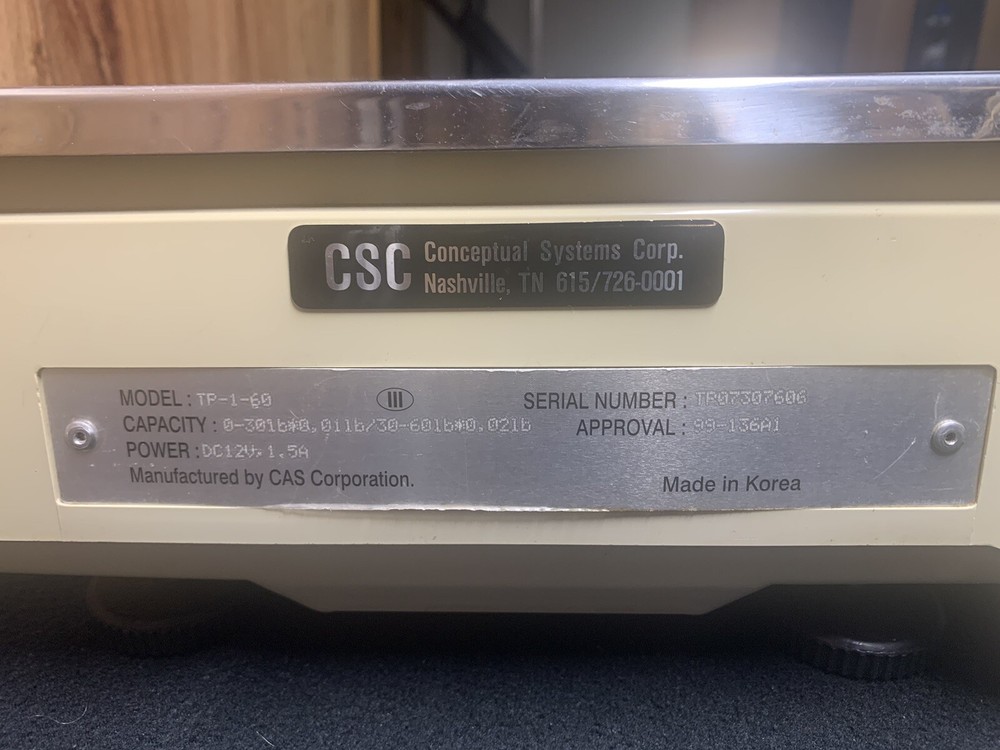 CSC Conceptual Systems Corp.
Nashville, TN 615/726-0001
MODEL : TP-1-60 III SERIAL NUMBER : TP07307606
CAPACITY : 0-30lb*0,01lb/30-60lb*0,02lb APPROVAL : 99-136A1
POWER : DC12V, 1.5A
Manufactured by CAS Corporation. Made in Korea